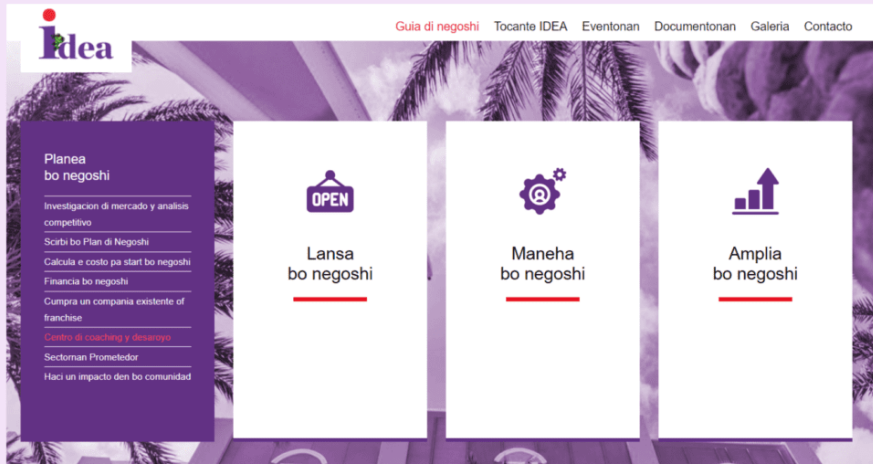 idea
Guia di negoshi Tocante IDEA Eventonan Documentonan Galeria Contacto
Planea
bo negoshi
Investigacion di mercado y analisis
competitivo
Scirbi bo Plan di Negoshi
Calcula e costo pa start bo negoshi
Financia bo negoshi
Cumpra un compania existente of
franchise
Centro di coaching y desaroyo
Sectornan Prometedor
Haci un impacto den bo comunidad
OPEN
Lansa
bo negoshi
Maneha
bo negoshi
Amplia
bo negoshi